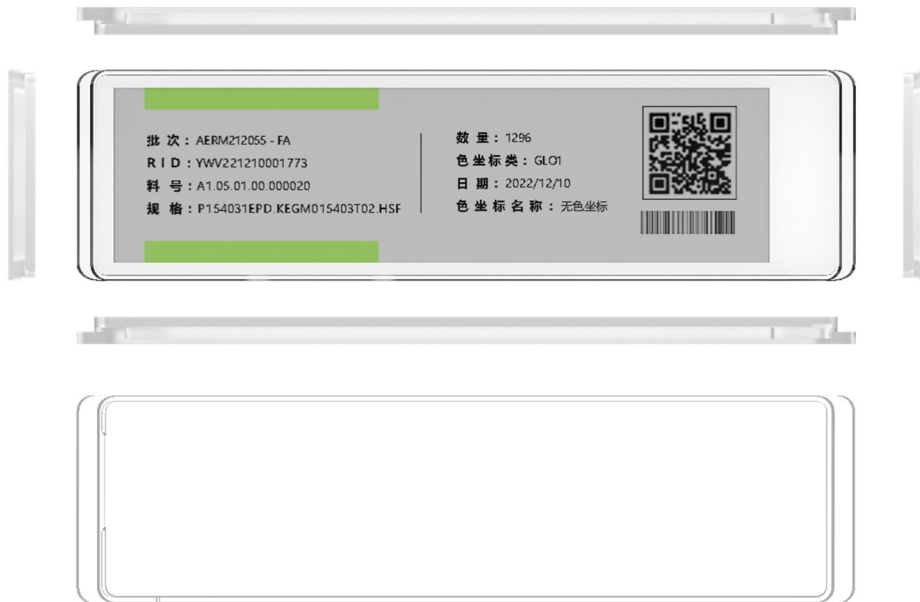 批 次：AERM212055 - FA
R I D：YWV221210001773
料 号：A1.05.01.00.000020
规 格：P154031EPD.KEGM015403T02.HSF
数 量：1296
色 坐 标 类：GL01
日 期：2022/12/10
色 坐 标 名 称：无色坐标